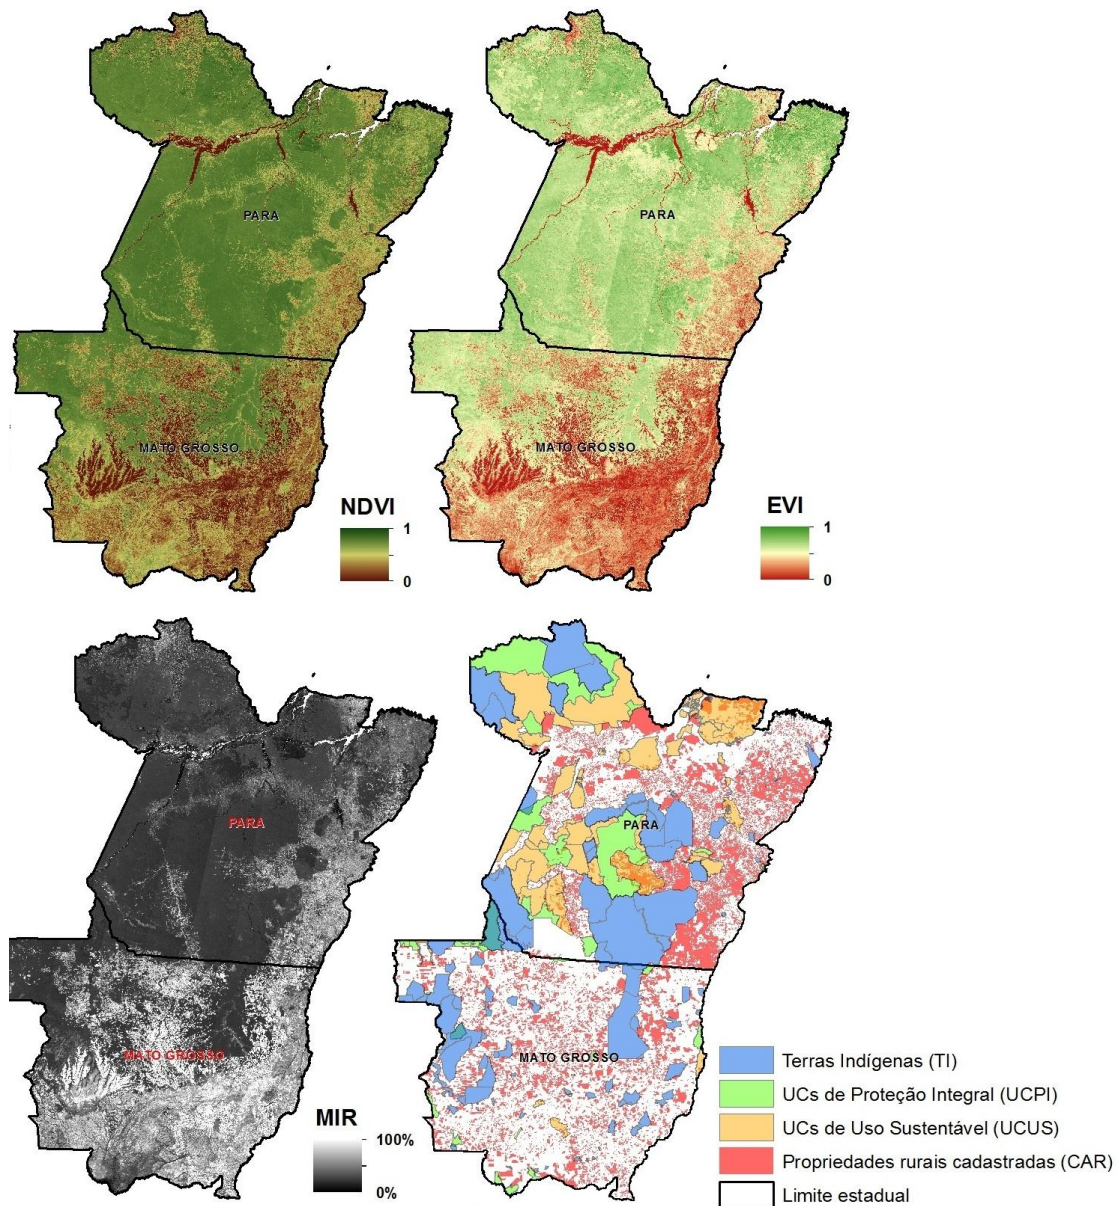 PARA
MATO GROSSO
NDVI
1
0
PARA
MATO GROSSO
EVI
1
0
PARA
MATO GROSSO
MIR
100%
0%
PARA
MATO GROSSO
Terras Indígenas (TI)
UCs de Proteção Integral (UCPI)
UCs de Uso Sustentável (UCUS)
Propriedades rurais cadastradas (CAR)
Limite estadual